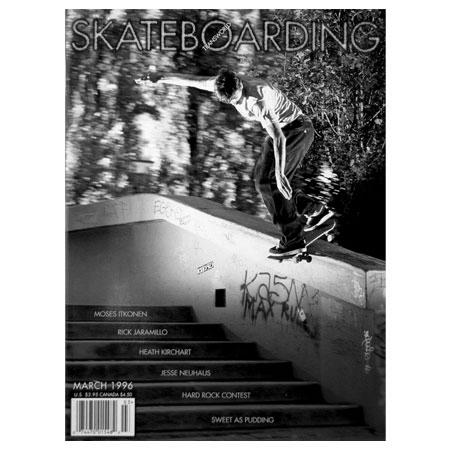 SKATEBOARDING
TRANSWORLD
MOSES ITKONEN
RICK JARAMILLO
HEATH KIRCHART
JESSE NEUHAUS
HARD ROCK CONTEST
SWEET AS PUDDING
MARCH 1996
U.S. $3.95 CANADA $4.50